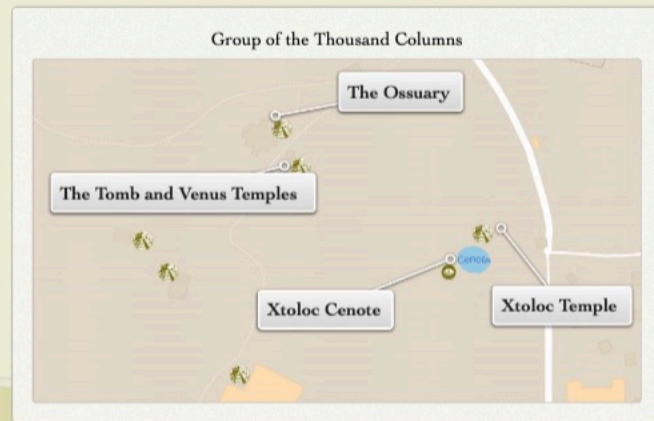 Group of the Thousand Columns
The Ossuary
The Tomb and Venus Temples
Cenote
Xtoloc Cenote
Xtoloc Temple